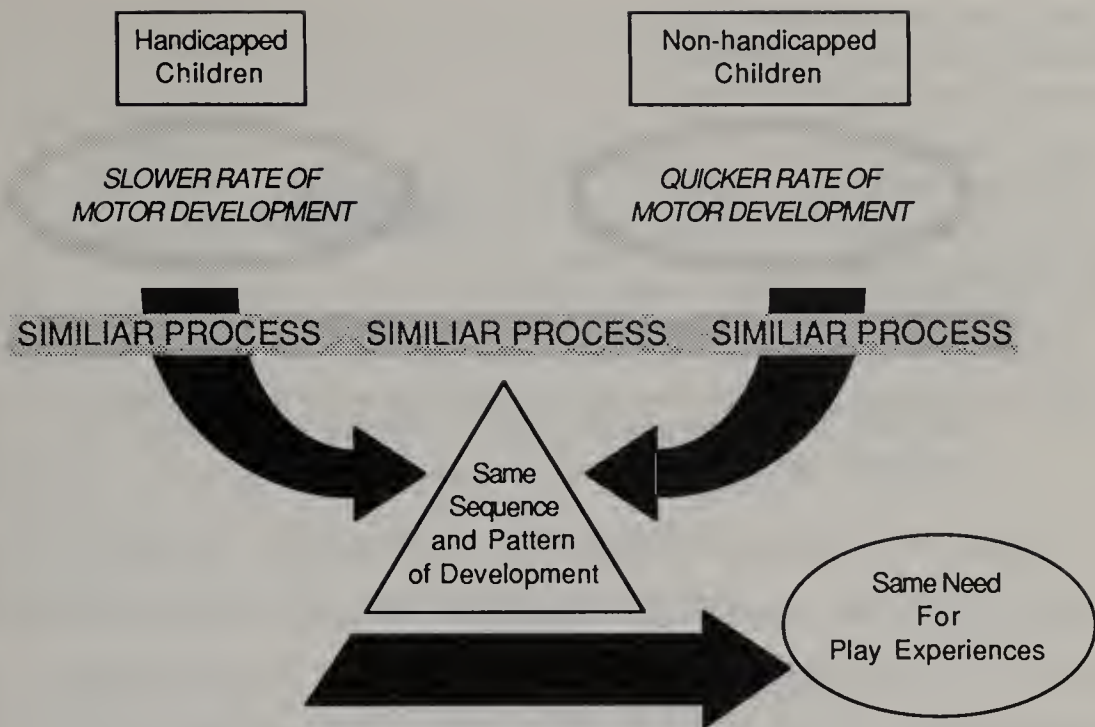 Handicapped
Children
Non-handicapped
Children
SLOWER RATE OF
MOTOR DEVELOPMENT
QUICKER RATE OF
MOTOR DEVELOPMENT
SIMILIAR PROCESS SIMILIAR PROCESS SIMILIAR PROCESS
Same
Sequence
and Pattern
of Development
Same Need
For
Play Experiences